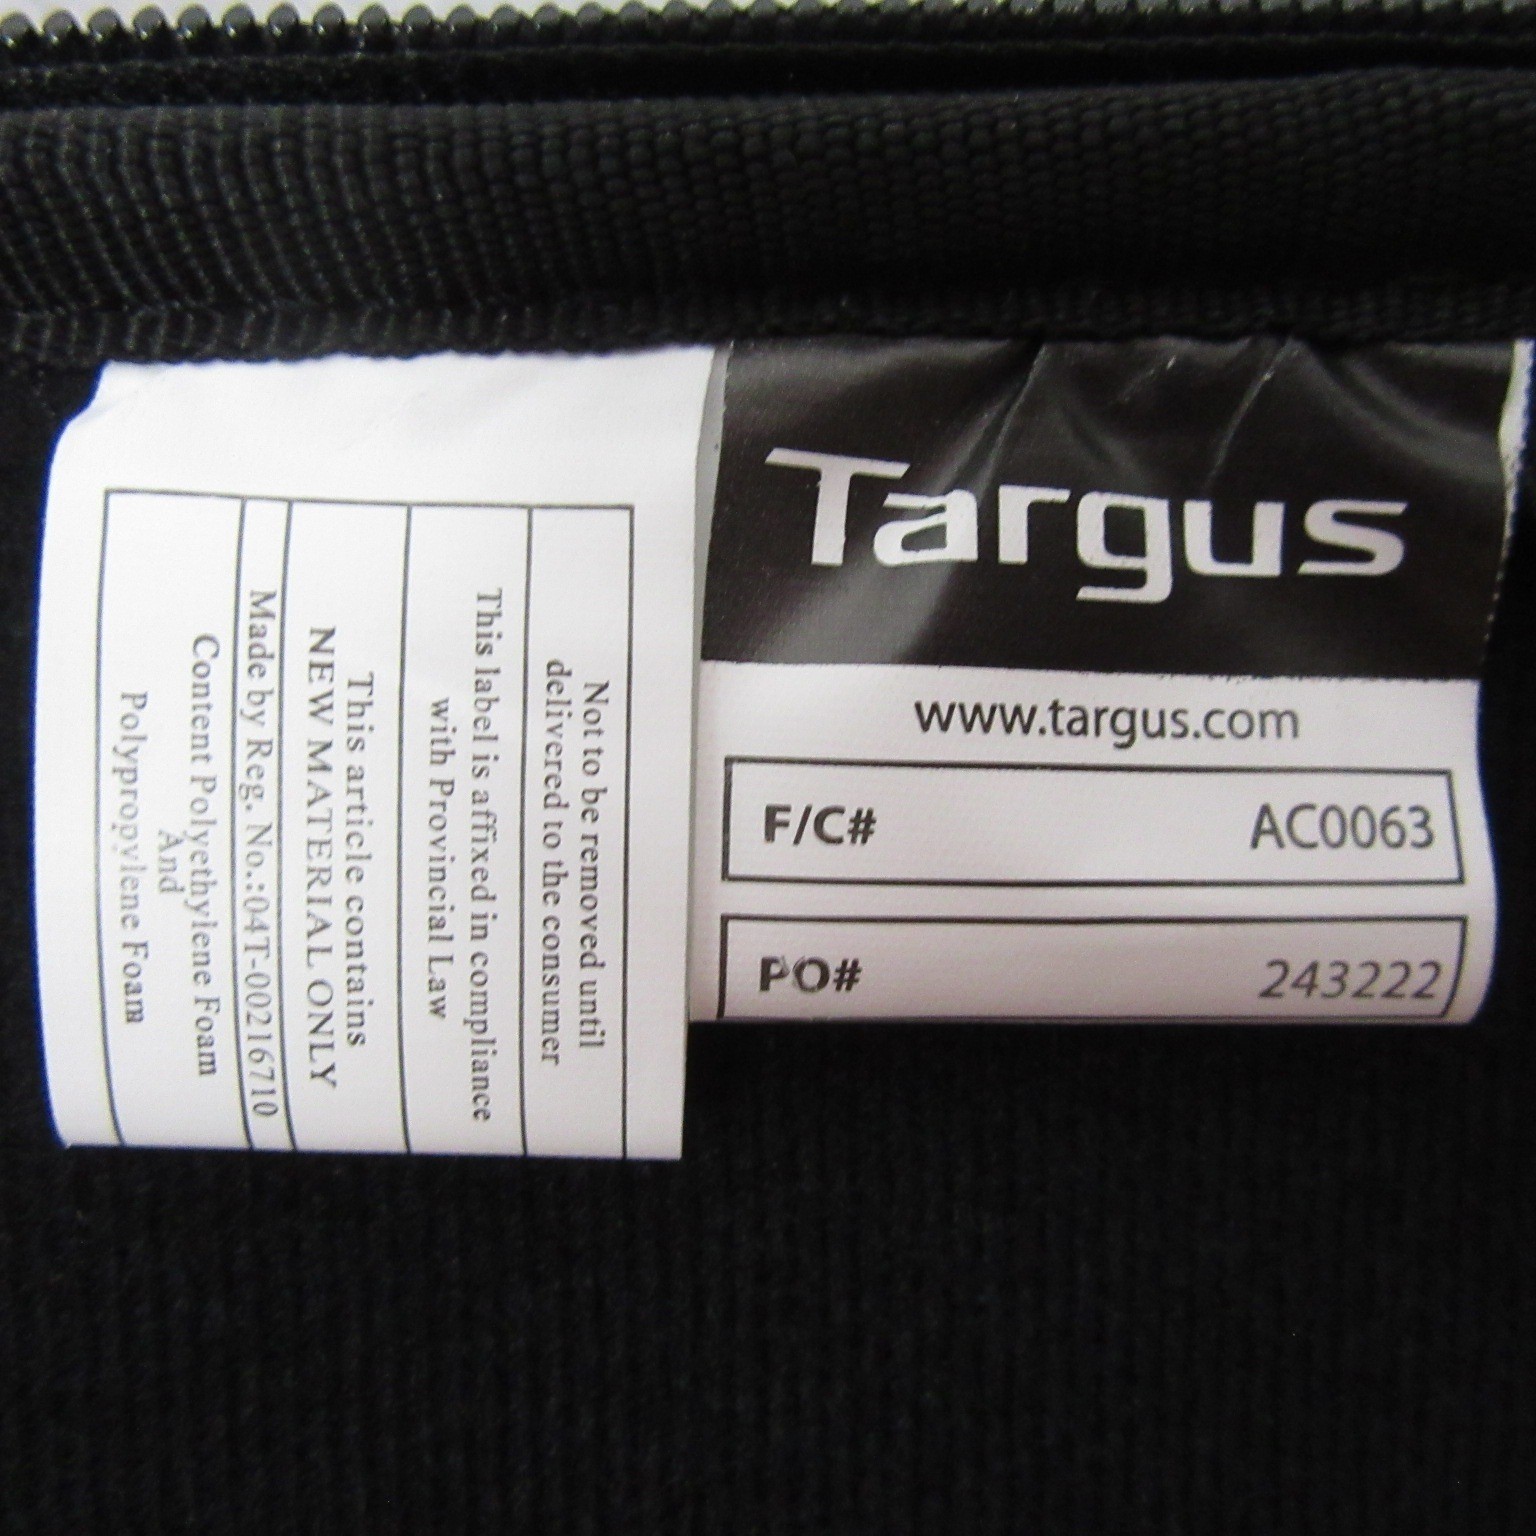 Targus
www.targus.com
F/C# AC0063
PO# 243222
Not to be removed until
delivered to the consumer
This label is affixed in compliance
with Provincial Law
This article contains
NEW MATERIAL ONLY
Made by Reg. No.:04T-00216710
Content Polyethylene Foam
And
Polypropylene Foam